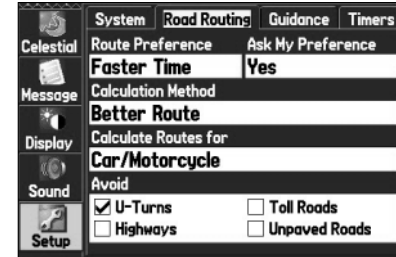 System Road Routing Guidance Timers
Celestial
Route Preference Ask My Preference
Faster Time Yes
Message
Calculation Method
Better Route
Display
Calculate Routes for
Car/Motorcycle
Sound
Avoid
U-Turns Toll Roads
Highways Unpaved Roads
Setup